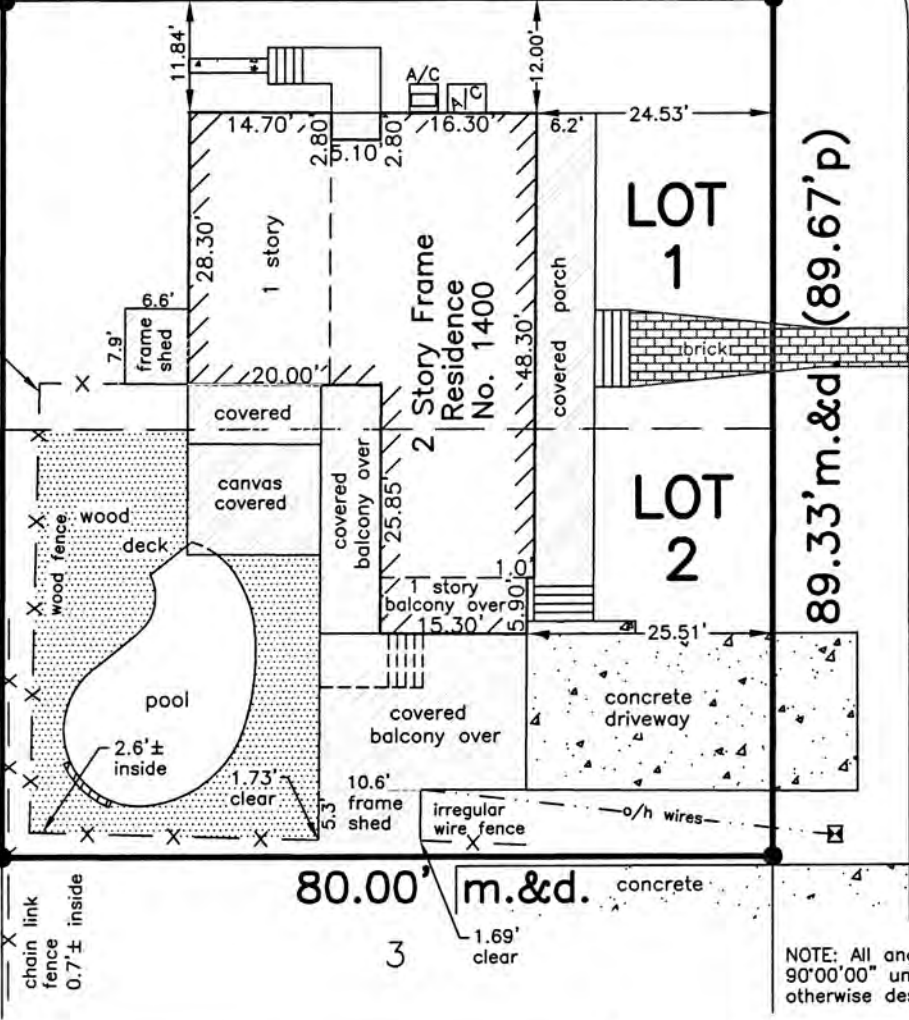 11.84'
12.00'
A/C
A/C
14.70'
2.80
5.10
2.80
16.30'
6.2'
24.53'
LOT
1
89.33'm.&d. (89.67'p)
28.30'
1 story
2 Story Frame
Residence
No. 1400
48.30'
covered porch
brick
6.6'
7.9'
frame
shed
20.00'
covered
canvas
covered
covered
balcony over
25.85'
LOT
2
wood
deck
wood fence
1.0'
1 story
balcony over
5.90'
15.30'
25.51'
pool
covered
balcony over
concrete
driveway
2.6'±
inside
1.73'
clear
10.6'
frame
shed
5.3'
irregular
wire fence
o/h wires
80.00' m.&d.
concrete
chain link
fence
0.7'± inside
3
1.69'
clear
NOTE: All
90°00'00"
otherwise